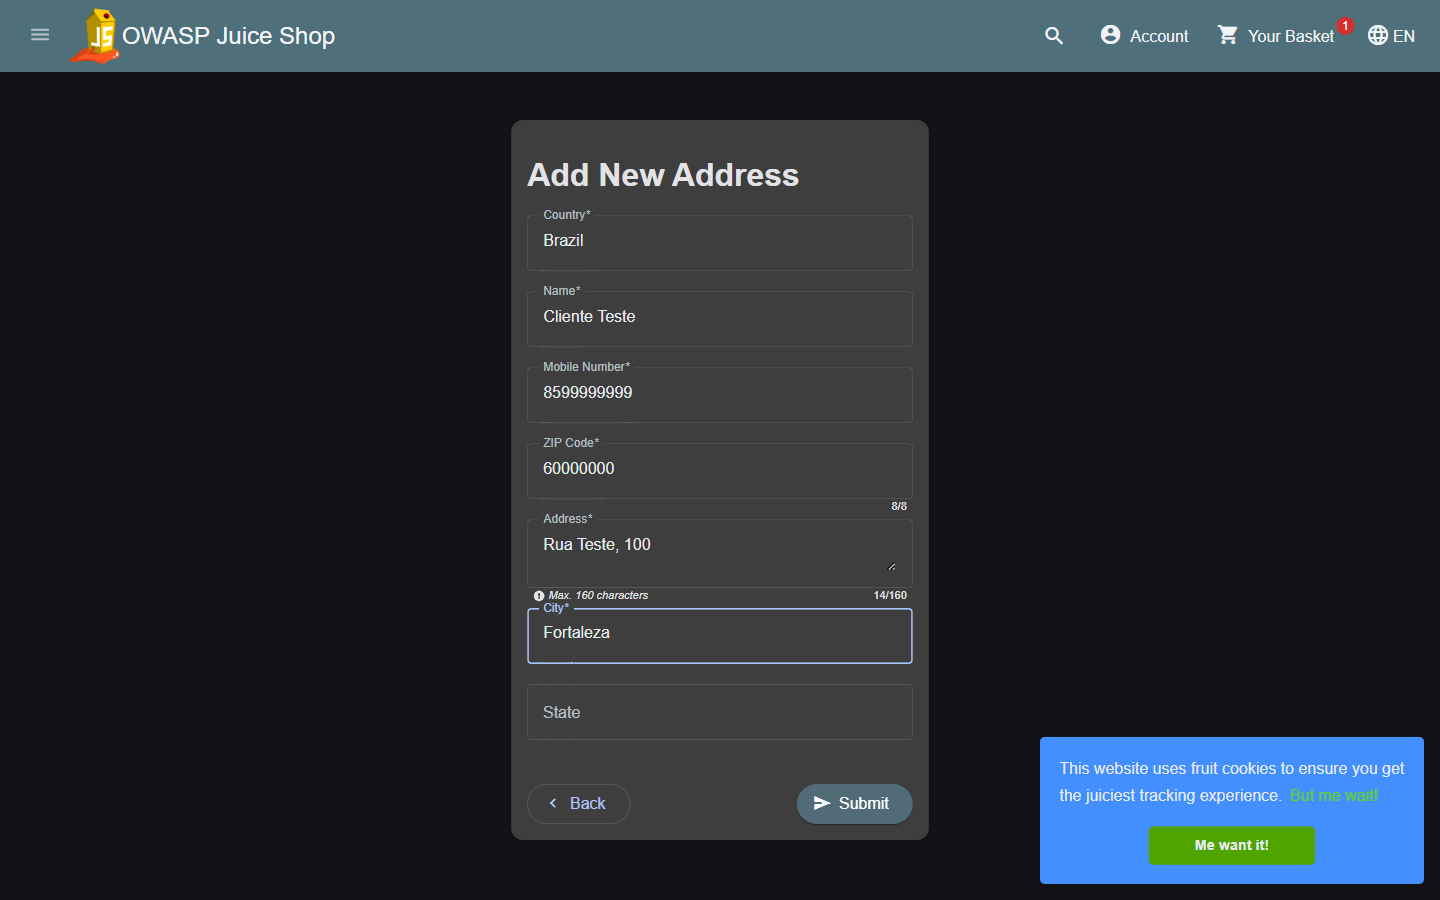 OWASP Juice Shop
Account
Your Basket 1
EN
Add New Address
Country*
Brazil
Name*
Cliente Teste
Mobile Number*
8599999999
ZIP Code*
60000000
8/8
Address*
Rua Teste, 100
Max. 160 characters 14/160
City*
Fortaleza
State
Back
Submit
This website uses fruit cookies to ensure you get
the juiciest tracking experience. But me wait!
Me want it!